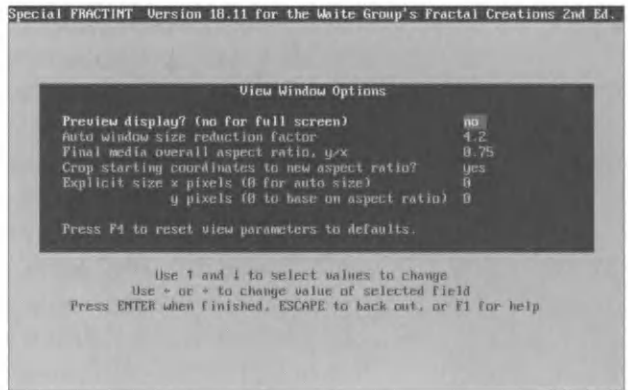 Special FRACTINT Version 18.11 for the Waite Group's Fractal Creations 2nd Ed.
View Window Options
Preview display? (no for full screen) no
Auto window size reduction factor 4.2
Final media overall aspect ratio, y/x 0.75
Crop starting coordinates to new aspect ratio? yes
Explicit size x pixels (0 for auto size) 0
y pixels (0 to base on aspect ratio) 0
Press F4 to reset view parameters to defaults.
Use ↑ and ↓ to select values to change
Use ← or → to change value of selected field
Press ENTER when finished, ESCAPE to back out, or F1 for help